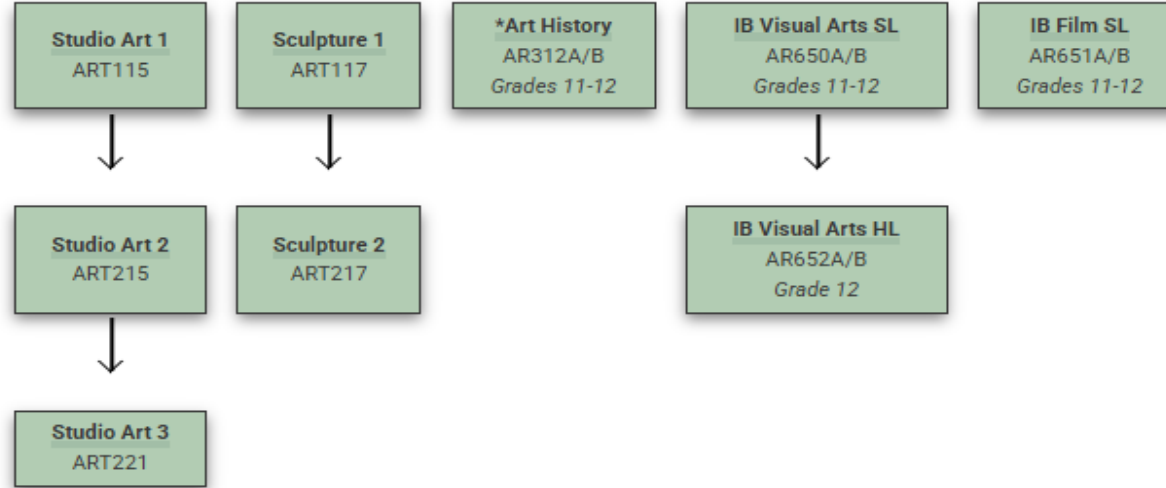 Studio Art 1
ART115
Sculpture 1
ART117
*Art History
AR312A/B
Grades 11-12
IB Visual Arts SL
AR650A/B
Grades 11-12
IB Film SL
AR651A/B
Grades 11-12
Studio Art 2
ART215
Sculpture 2
ART217
IB Visual Arts HL
AR652A/B
Grade 12
Studio Art 3
ART221